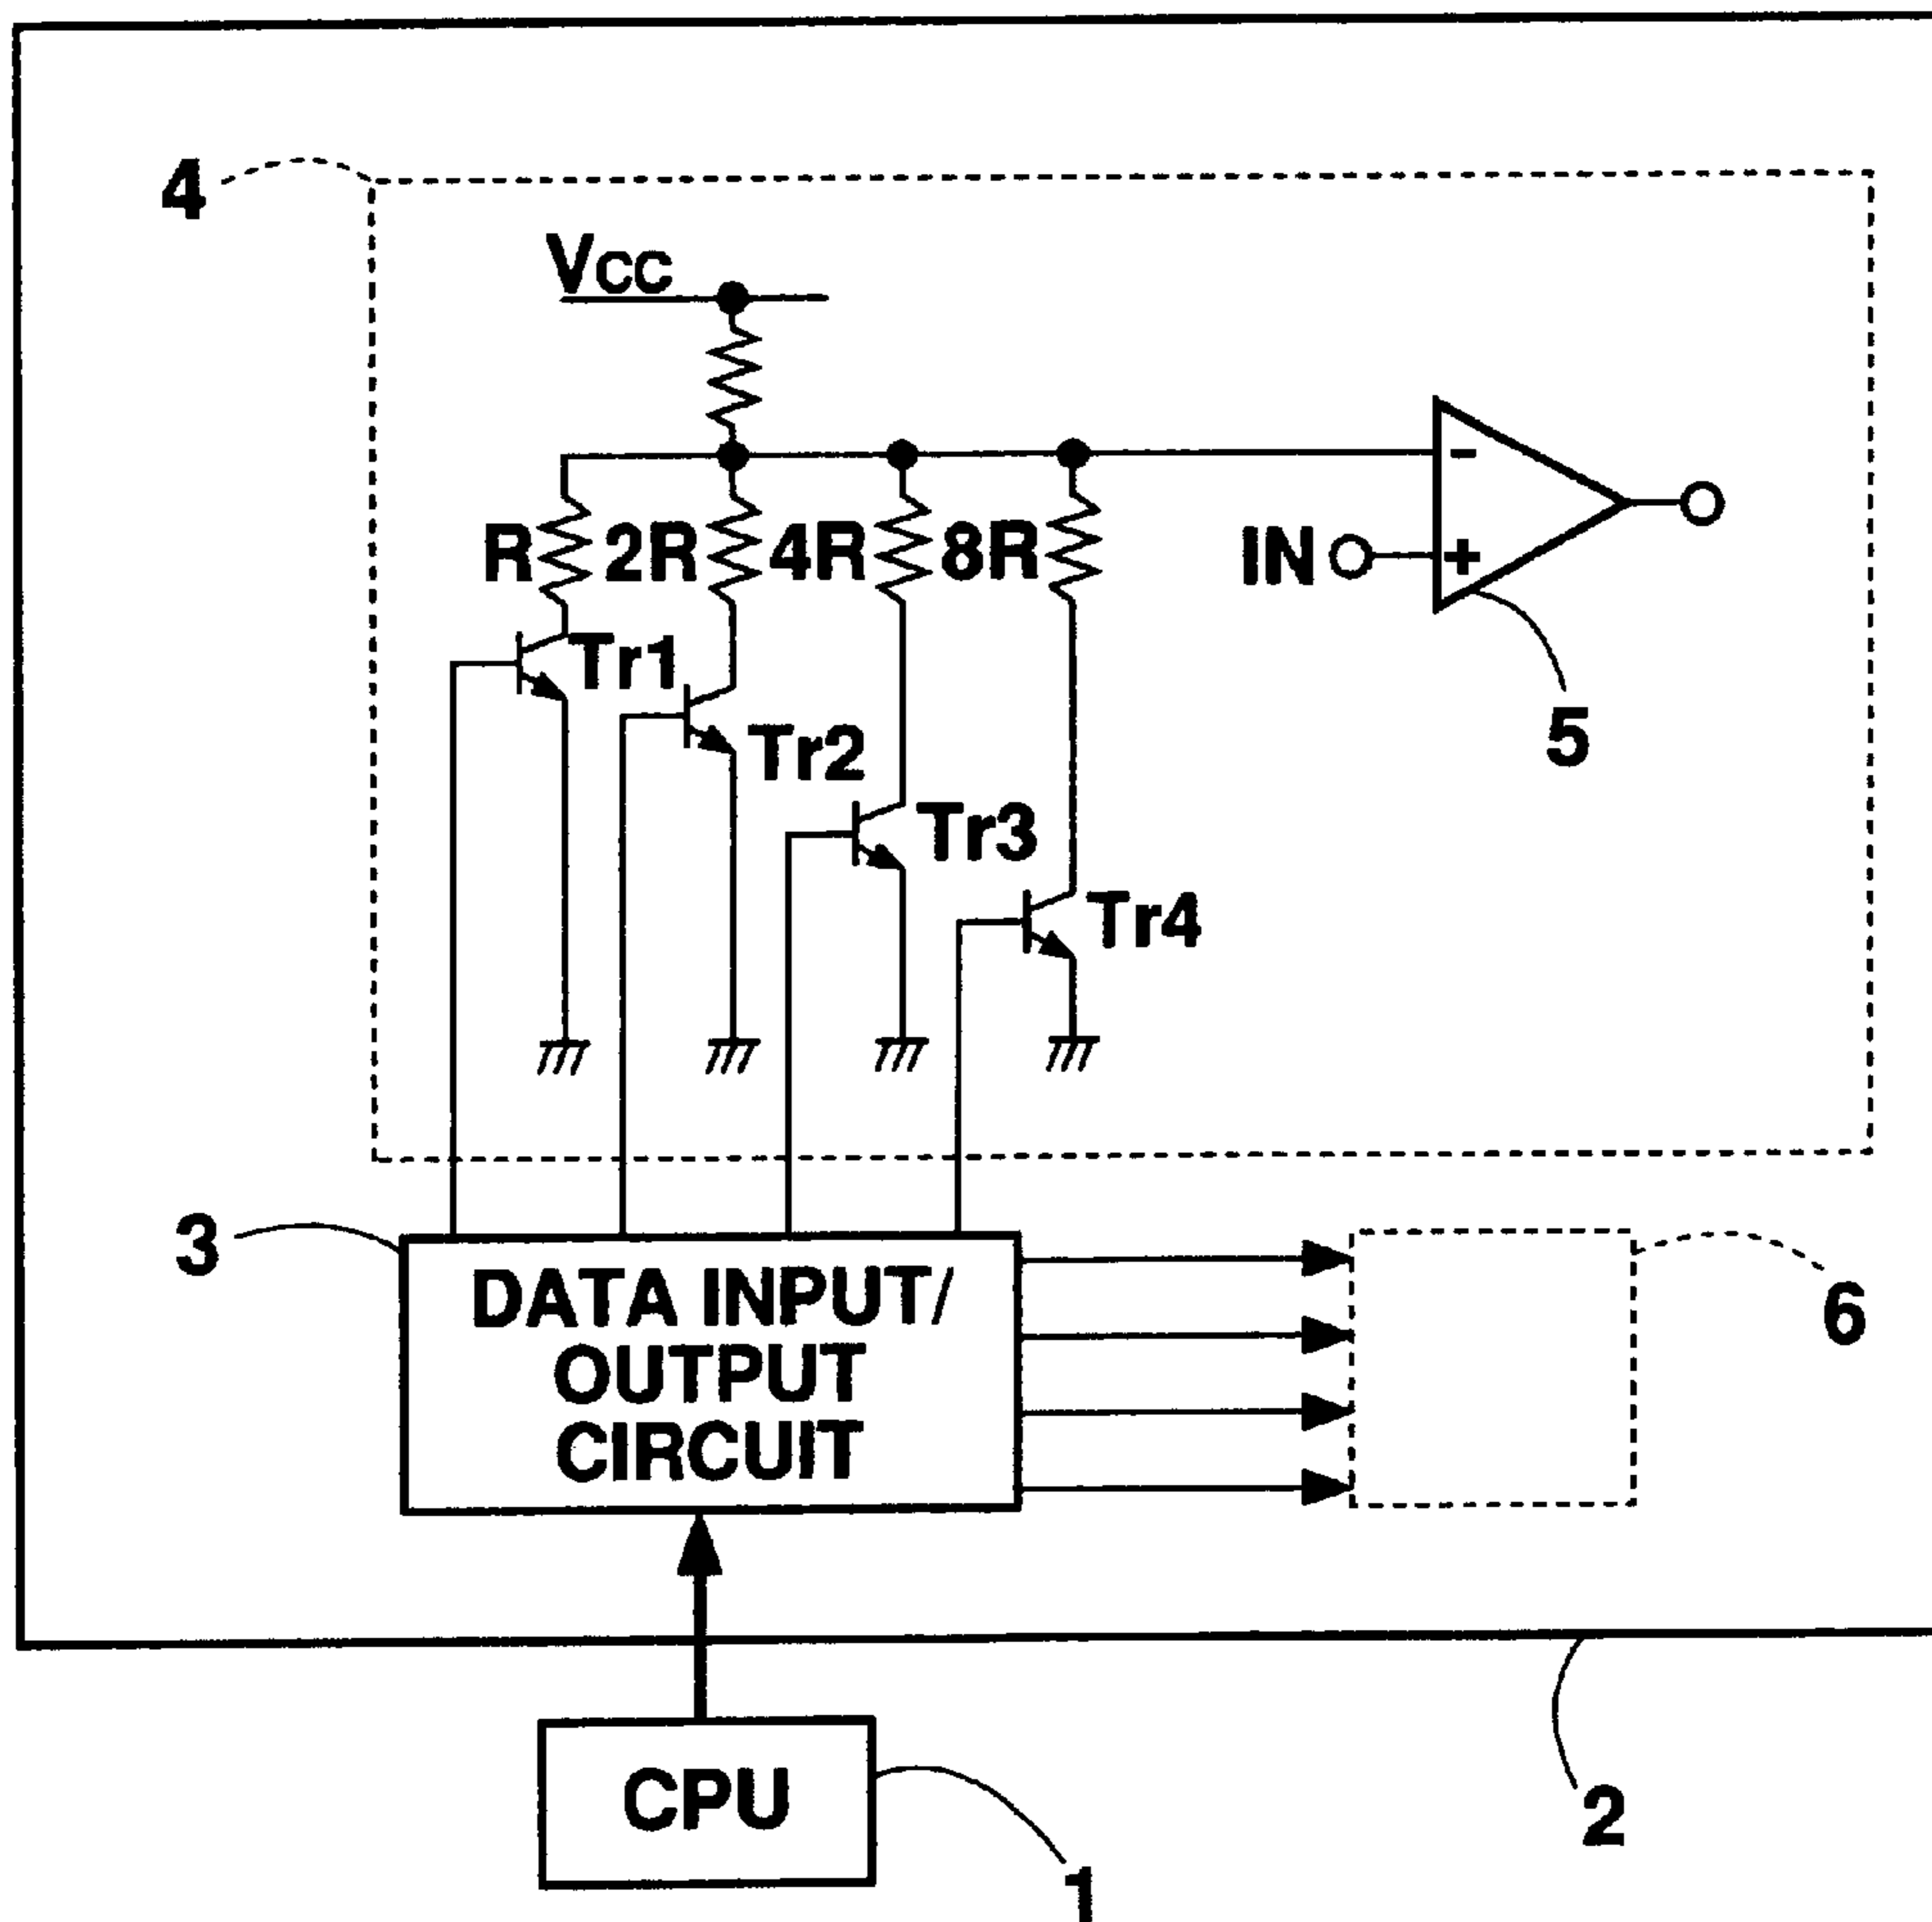 4
Vcc
R 2R 4R 8R
-
IN +
Tr1
5
Tr2
Tr3
Tr4
3
DATA INPUT/
OUTPUT
CIRCUIT
6
CPU
2
1